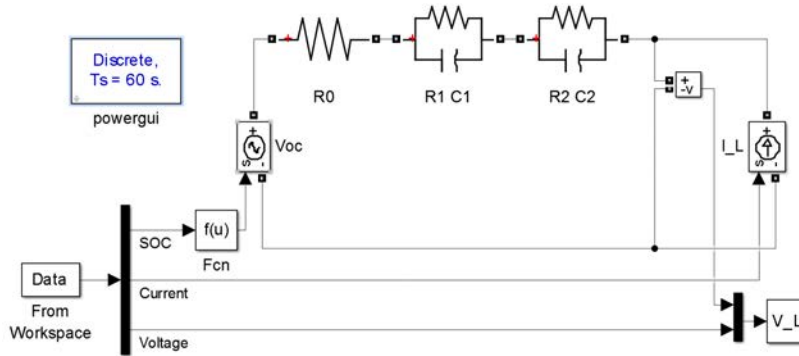 Discrete,
Ts = 60 s.
powergui
R0
R1 C1
R2 C2
+
-v
+
Voc
-
s
I_L
+
-
s
SOC
f(u)
Fcn
Data
From
Workspace
Current
Voltage
V_L